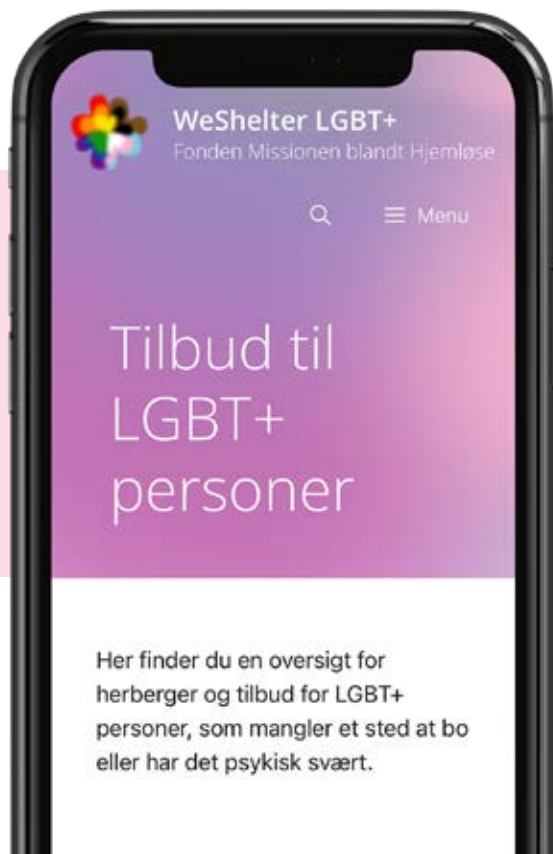 WeShelter LGBT+
Fonden Missionen blandt Hjemløse
Menu
Tilbud til
LGBT+
personer
Her finder du en oversigt for
herberger og tilbud for LGBT+
personer, som mangler et sted at bo
eller har det psykisk svært.